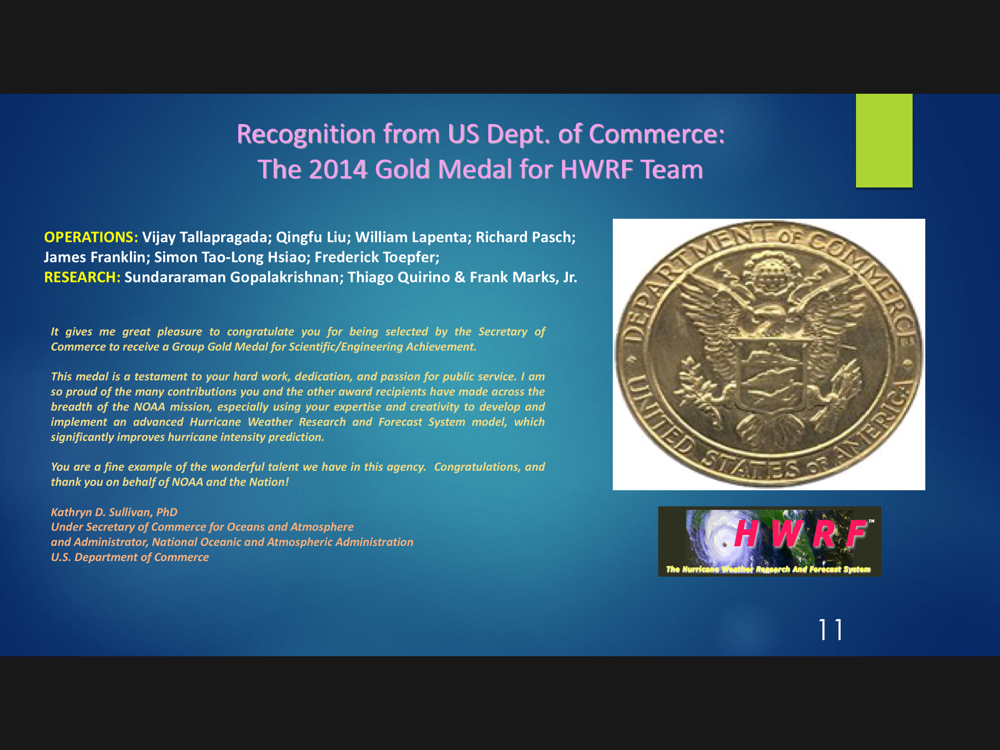 Recognition from US Dept. of Commerce:
The 2014 Gold Medal for HWRF Team
OPERATIONS: Vijay Tallapragada; Qingfu Liu; William Lapenta; Richard Pasch;
James Franklin; Simon Tao-Long Hsiao; Frederick Toepfer;
RESEARCH: Sundararaman Gopalakrishnan; Thiago Quirino & Frank Marks, Jr.
It gives me great pleasure to congratulate you for being selected by the Secretary of
Commerce to receive a Group Gold Medal for Scientific/Engineering Achievement.
This medal is a testament to your hard work, dedication, and passion for public service. I am
so proud of the many contributions you and the other award recipients have made across the
breadth of the NOAA mission, especially using your expertise and creativity to develop and
implement an advanced Hurricane Weather Research and Forecast System model, which
significantly improves hurricane intensity prediction.
You are a fine example of the wonderful talent we have in this agency.  Congratulations, and
thank you on behalf of NOAA and the Nation!
Kathryn D. Sullivan, PhD
Under Secretary of Commerce for Oceans and Atmosphere
and Administrator, National Oceanic and Atmospheric Administration
U.S. Department of Commerce
DEPARTMENT OF COMMERCE
UNITED STATES OF AMERICA
HWRF™
The Hurricane Weather Research And Forecast System
11